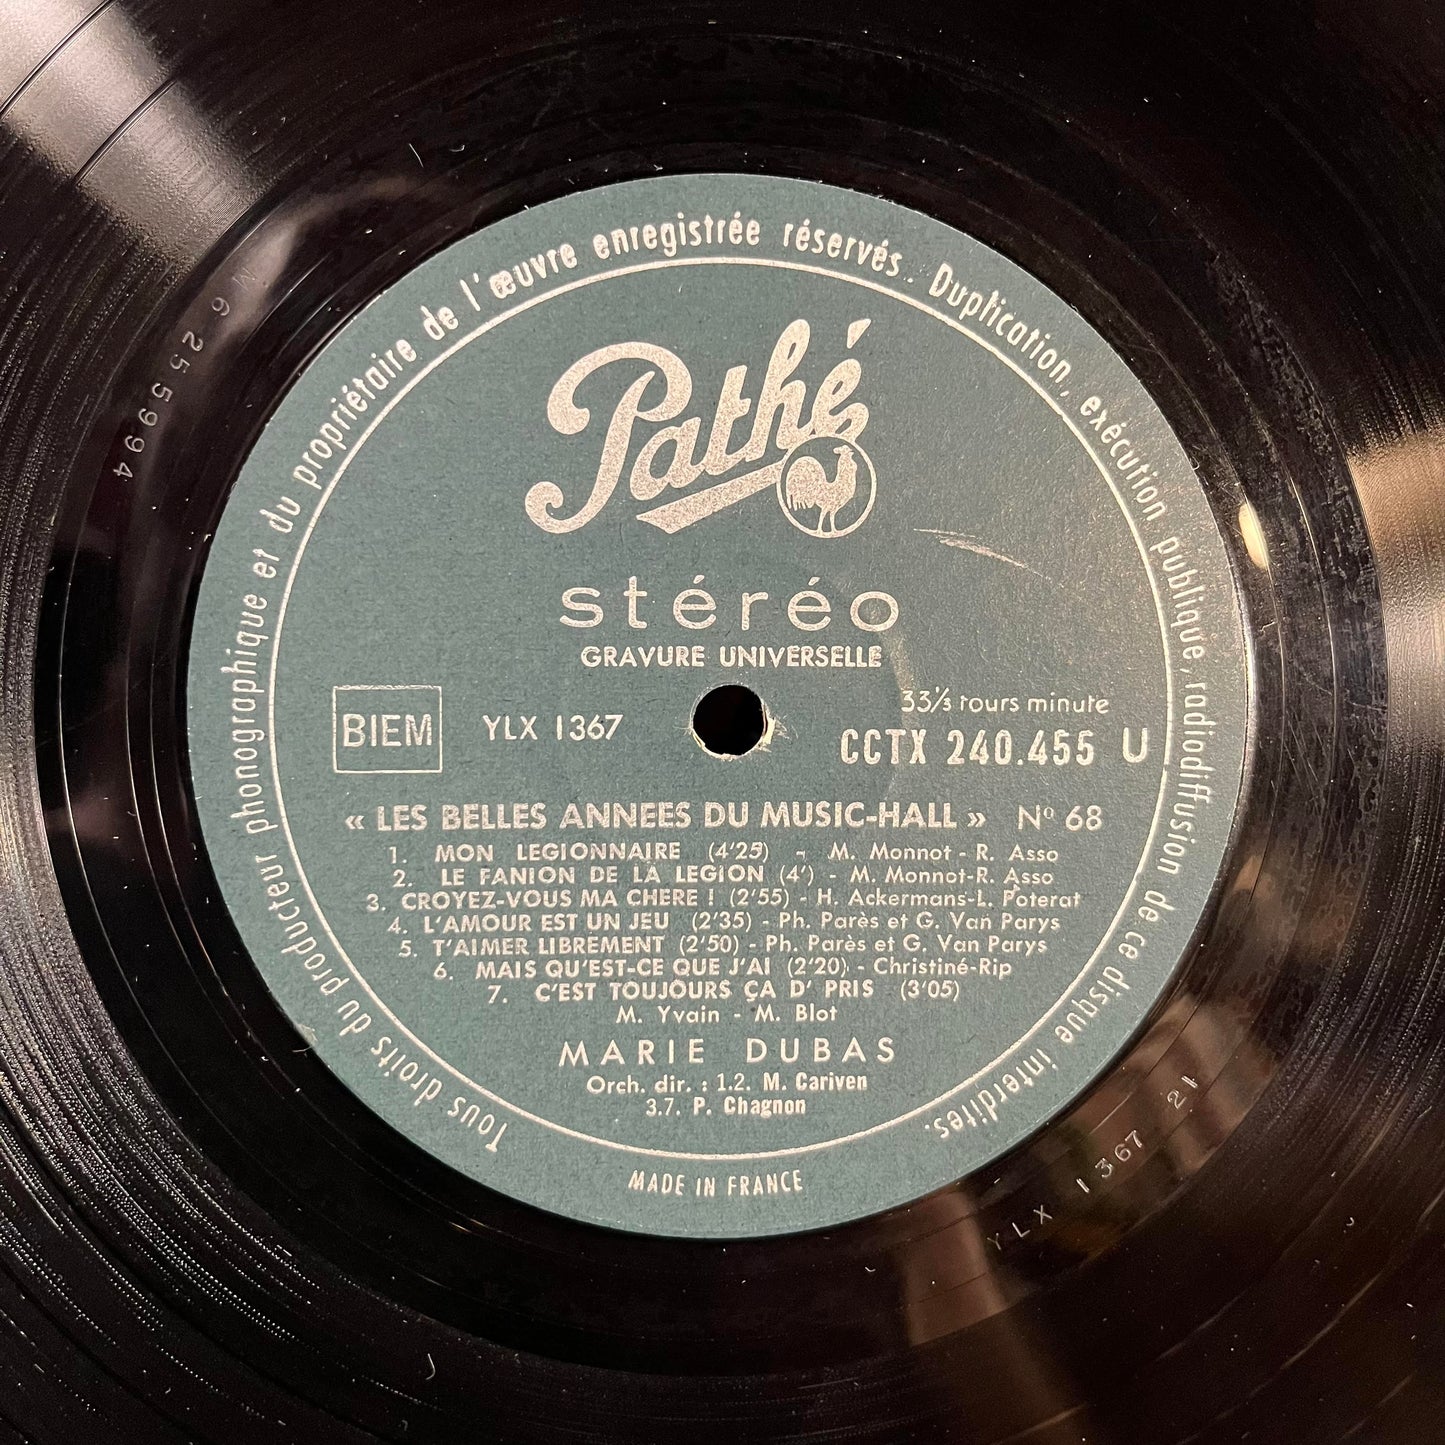 Tous droits du producteur phonographique et du propriétaire de l'œuvre enregistrée réservés. Duplication, exécution publique, radiodiffusion de ce disque interdites.
Pathé
stéréo
GRAVURE UNIVERSELLE
33 1/3 tours minute
BIEM
YLX 1367
CCTX 240.455 U
« LES BELLES ANNEES DU MUSIC-HALL » Nº 68
1. MON LEGIONNAIRE (4'25) - M. Monnot - R. Asso
2. LE FANION DE LA LEGION (4') - M. Monnot-R. Asso
3. CROYEZ-VOUS MA CHERE ! (2'55) - H. Ackermans-L. Poterat
4. L'AMOUR EST UN JEU (2'35) - Ph. Parès et G. Van Parys
5. T'AIMER LIBREMENT (2'50) - Ph. Parès et G. Van Parys
6. MAIS QU'EST-CE QUE J'AI (2'20) - Christiné-Rip
7. C'EST TOUJOURS ÇA D' PRIS (3'05)
M. Yvain - M. Blot
MARIE DUBAS
Orch. dir. : 1.2. M. Cariven
3.7. P. Chagnon
MADE IN FRANCE
M6 255994
YLX 1367 21